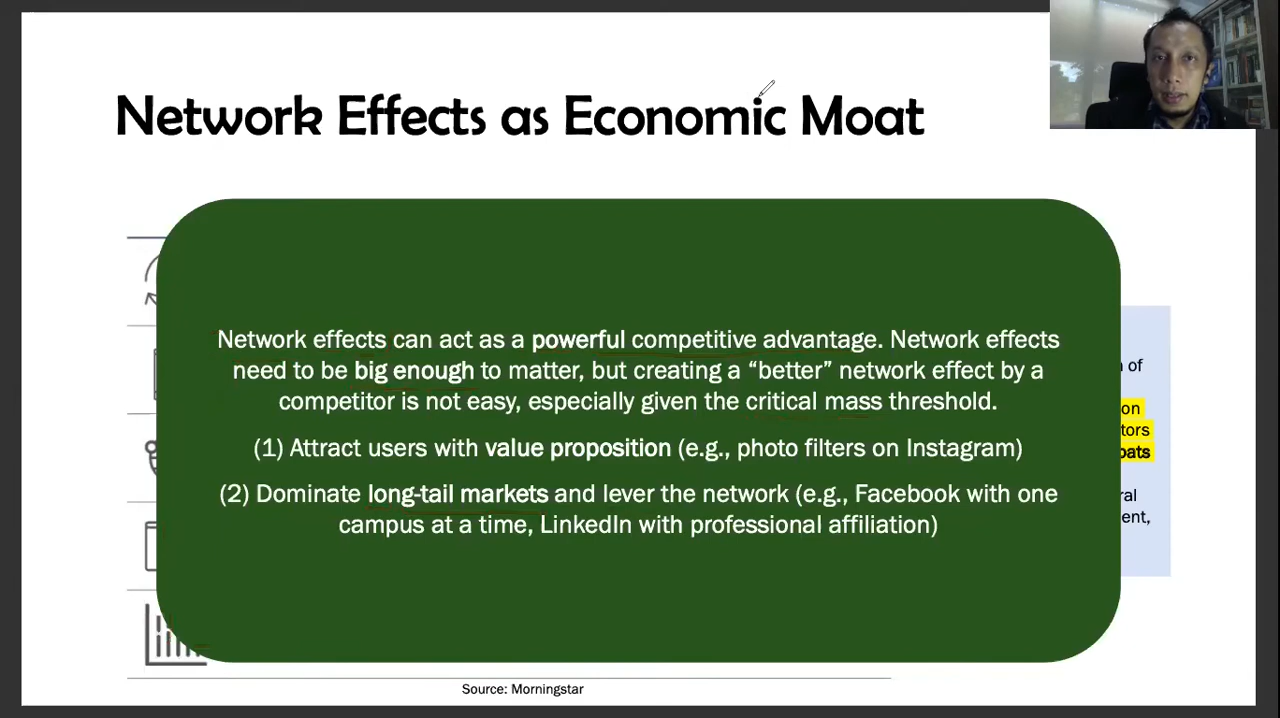 Network Effects as Economic Moat
Network effects can act as a powerful competitive advantage. Network effects
need to be big enough to matter, but creating a “better” network effect by a
competitor is not easy, especially given the critical mass threshold.
(1) Attract users with value proposition (e.g., photo filters on Instagram)
(2) Dominate long-tail markets and lever the network (e.g., Facebook with one
campus at a time, LinkedIn with professional affiliation)
of
on
Source: Morningstar